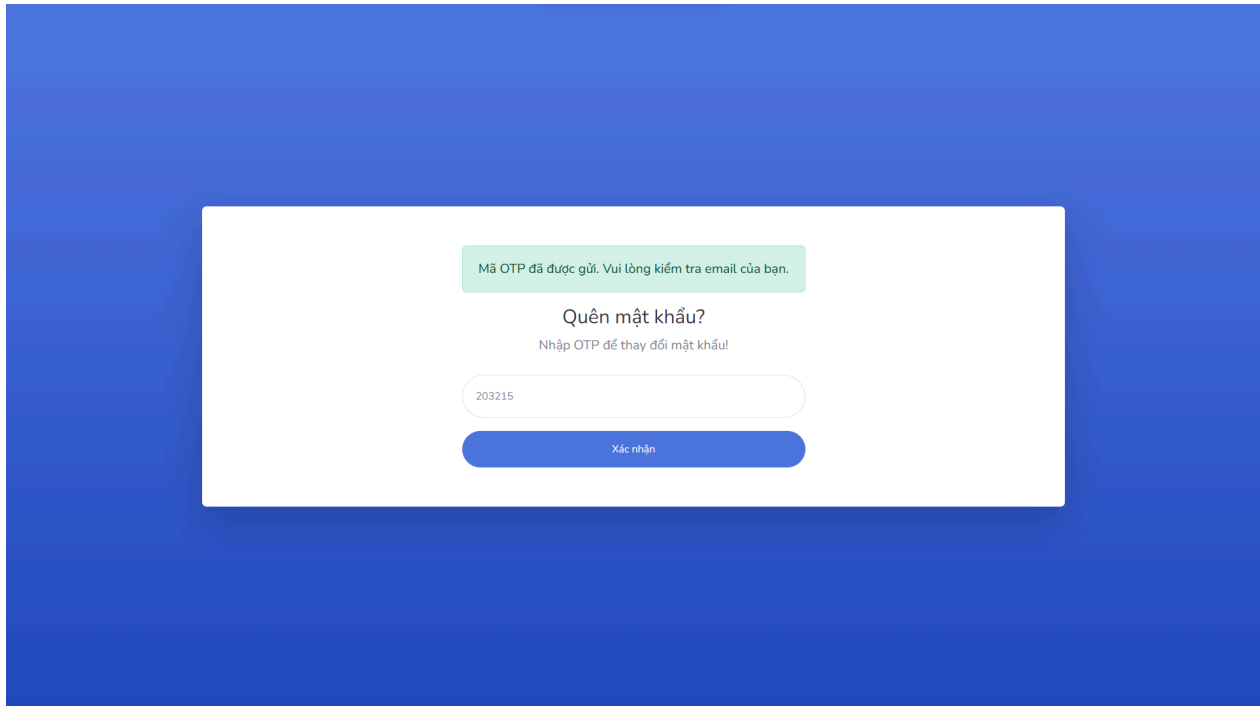 Mã OTP đã được gửi. Vui lòng kiểm tra email của bạn.
Quên mật khẩu?
Nhập OTP để thay đổi mật khẩu!
203215
Xác nhận